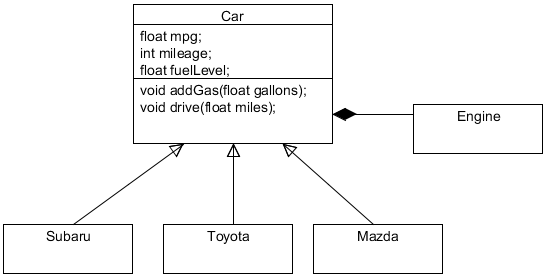 Car
float mpg;
int mileage;
float fuelLevel;
void addGas(float gallons);
void drive(float miles);
Engine
Subaru
Toyota
Mazda